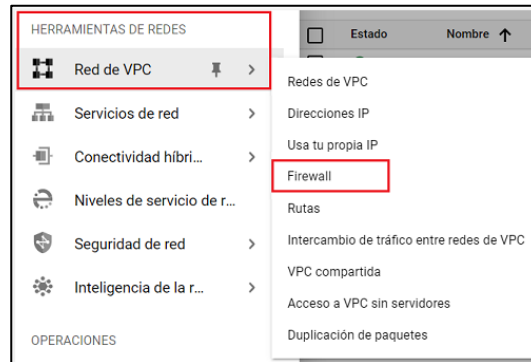 HERRAMIENTAS DE REDES
Red de VPC
Servicios de red
Conectividad híbri...
Niveles de servicio de r...
Seguridad de red
Inteligencia de la r...
OPERACIONES
Estado Nombre
Redes de VPC
Direcciones IP
Usa tu propia IP
Firewall
Rutas
Intercambio de tráfico entre redes de VPC
VPC compartida
Acceso a VPC sin servidores
Duplicación de paquetes